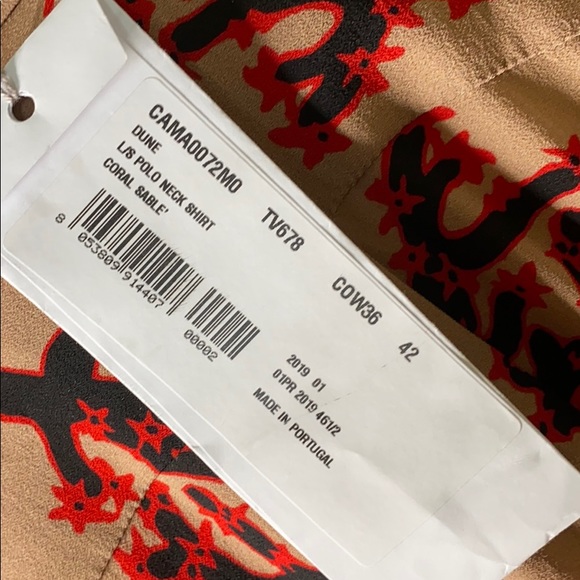 CAMA0072M0 TV678 COW36 42
DUNE
L/S POLO NECK SHIRT
CORAL SABLE'
8 053809 914407 00002
2019 01
01PR 2019 461/2
MADE IN PORTUGAL